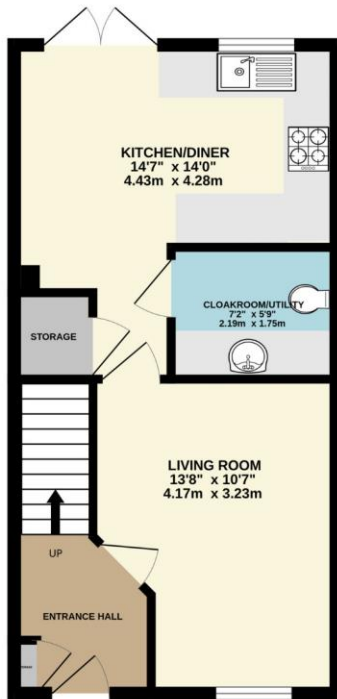 KITCHEN/DINER
14'7" x 14'0"
4.43m x 4.28m
CLOAKROOM/UTILITY
7'2" x 5'9"
2.19m x 1.75m
STORAGE
LIVING ROOM
13'8" x 10'7"
4.17m x 3.23m
UP
ENTRANCE HALL